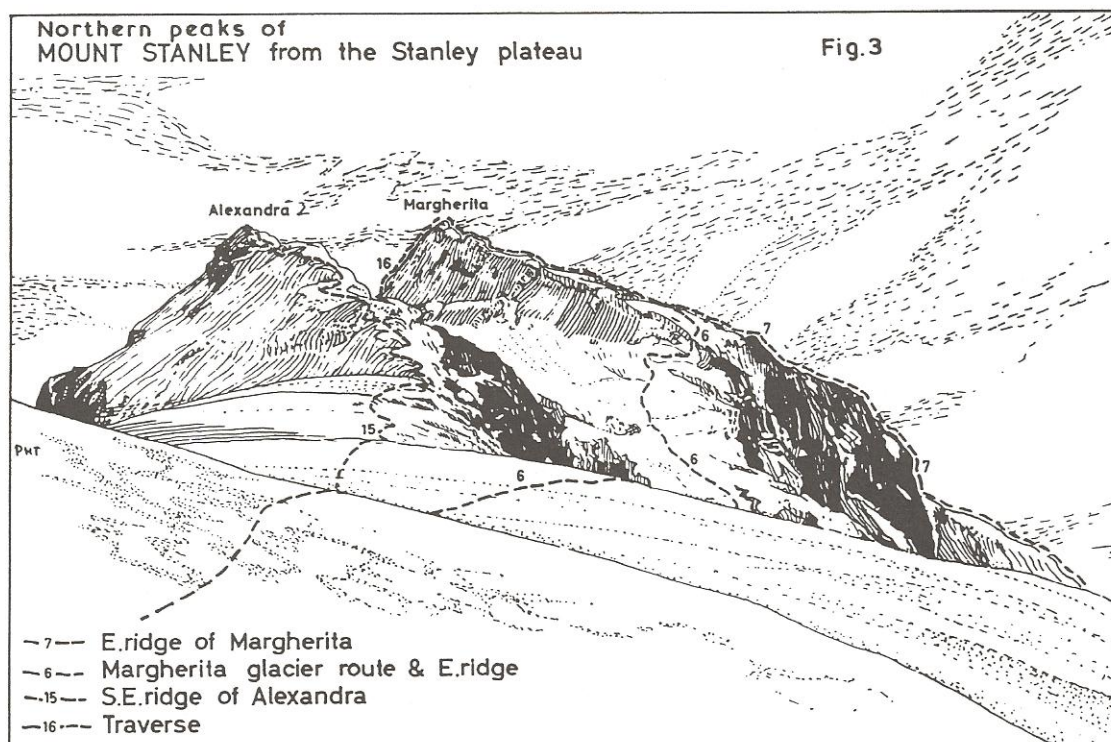 Northern peaks of
MOUNT STANLEY from the Stanley plateau
Fig.3
Alexandra
Margherita
16
6
7
15
6
7
6
PHT
7 E.ridge of Margherita
6 Margherita glacier route & E.ridge
15 S.E.ridge of Alexandra
16 Traverse